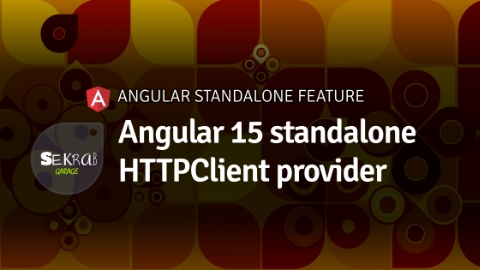 ANGULAR STANDALONE FEATURE
Angular 15 standalone
HTTPClient provider
SEKRAB
GARAGE